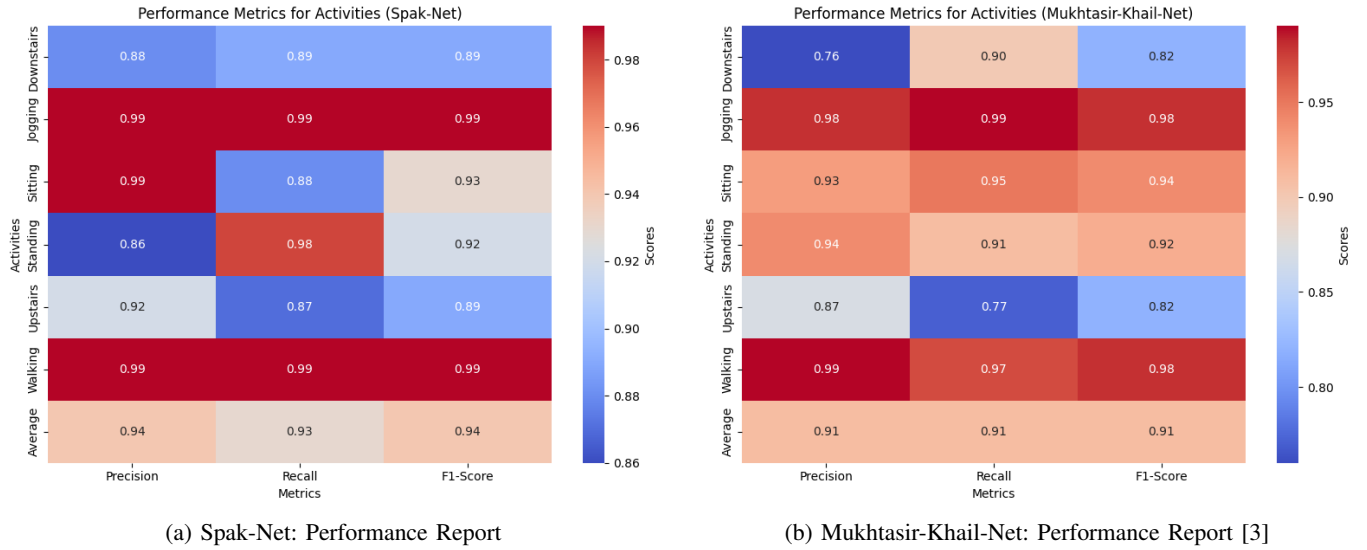 Performance Metrics for Activities (Spak-Net)
Activities
Downstairs 0.88 0.89 0.89
Jogging 0.99 0.99 0.99
Sitting 0.99 0.88 0.93
Standing 0.86 0.98 0.92
Upstairs 0.92 0.87 0.89
Walking 0.99 0.99 0.99
Average 0.94 0.93 0.94
Precision Recall F1-Score
Metrics
0.98
0.96
0.94
0.92
0.90
0.88
0.86
Scores
(a) Spak-Net: Performance Report
Performance Metrics for Activities (Mukhtasir-Khail-Net)
Activities
Downstairs 0.76 0.90 0.82
Jogging 0.98 0.99 0.98
Sitting 0.93 0.95 0.94
Standing 0.94 0.91 0.92
Upstairs 0.87 0.77 0.82
Walking 0.99 0.97 0.98
Average 0.91 0.91 0.91
Precision Recall F1-Score
Metrics
0.95
0.90
0.85
0.80
Scores
(b) Mukhtasir-Khail-Net: Performance Report [3]